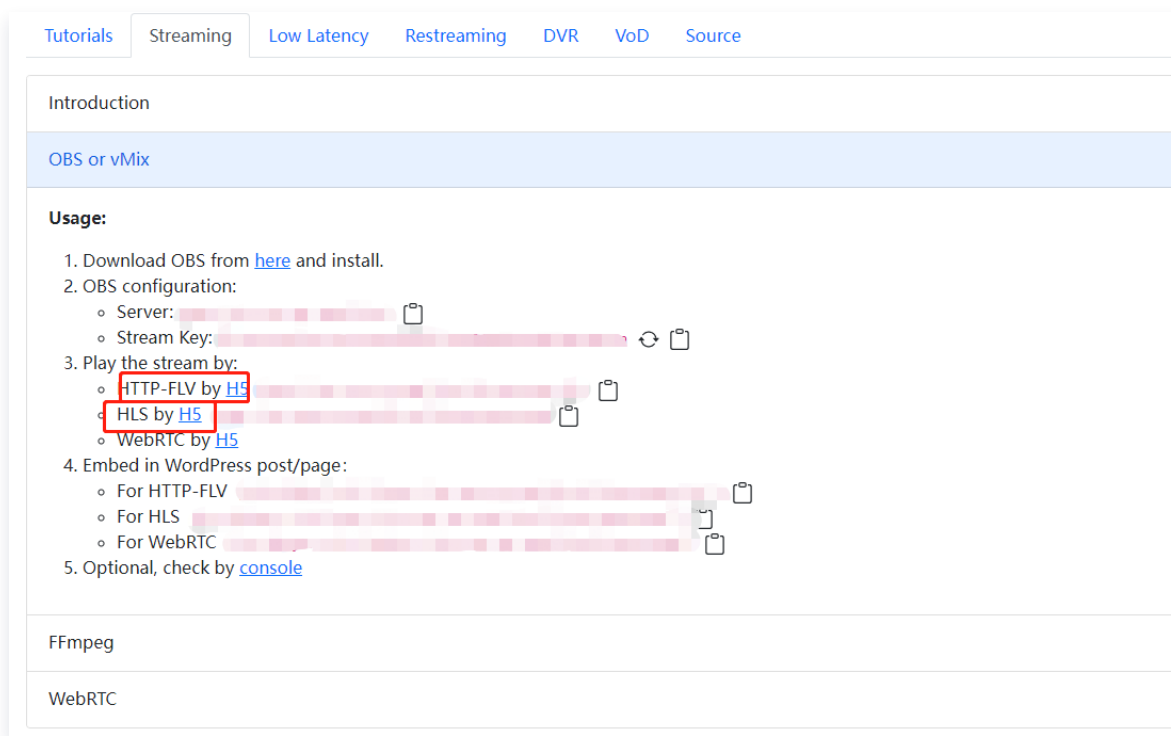 Tutorials Streaming Low Latency Restreaming DVR VoD Source
Introduction
OBS or vMix
Usage:
1. Download OBS from here and install.
2. OBS configuration:
Server:
Stream Key:
3. Play the stream by:
HTTP-FLV by H5
HLS by H5
WebRTC by H5
4. Embed in WordPress post/page:
For HTTP-FLV
For HLS
For WebRTC
5. Optional, check by console
FFmpeg
WebRTC